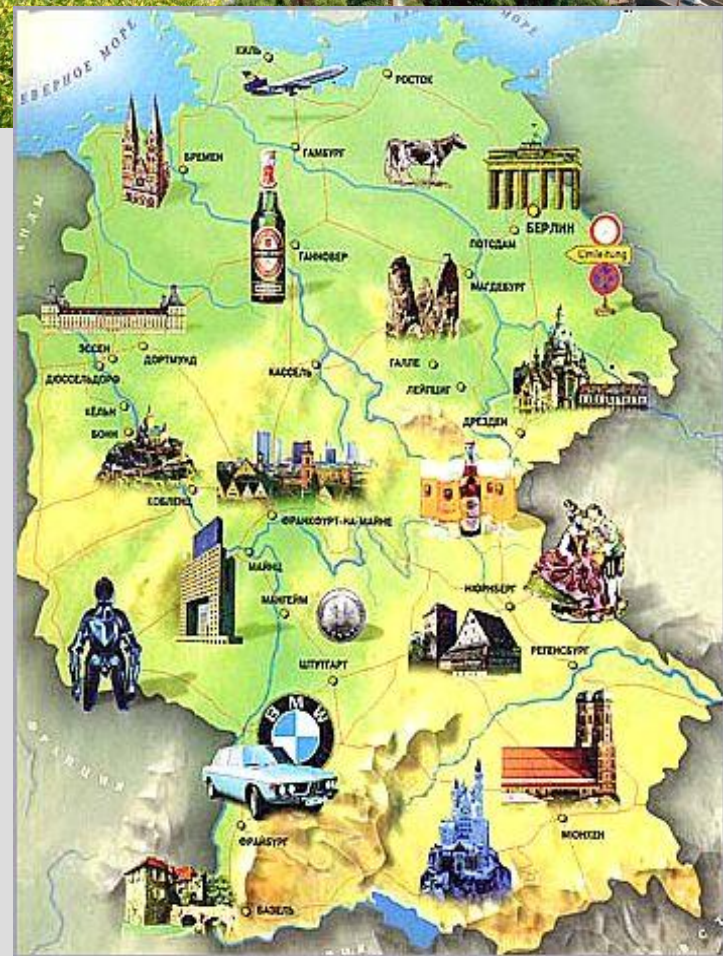 СЕВЕРНОЕ МОРЕ
МОРЕ
КИЛЬ
РОСТОК
ГАМБУРГ
БРЕМЕН
БЕРЛИН
ПОТСДАМ
Umleitung
ГАННОВЕР
МАГДЕБУРГ
ЭССЕН
ДОРТМУНД
ДЮССЕЛЬДОРФ
КАССЕЛЬ
ГАЛЛЕ
ЛЕЙПЦИГ
КЁЛЬН
БОНН
ДРЕЗДЕН
КОБЛЕНЦ
ФРАНКФУРТ-НА-МАЙНЕ
МАЙНЦ
МАНГЕЙМ
НЮРНБЕРГ
ШТУТГАРТ
РЕГЕНСБУРГ
BMW
ФРАНЦИЯ
ФРАЙБУРГ
МЮНХЕН
БАЗЕЛЬ